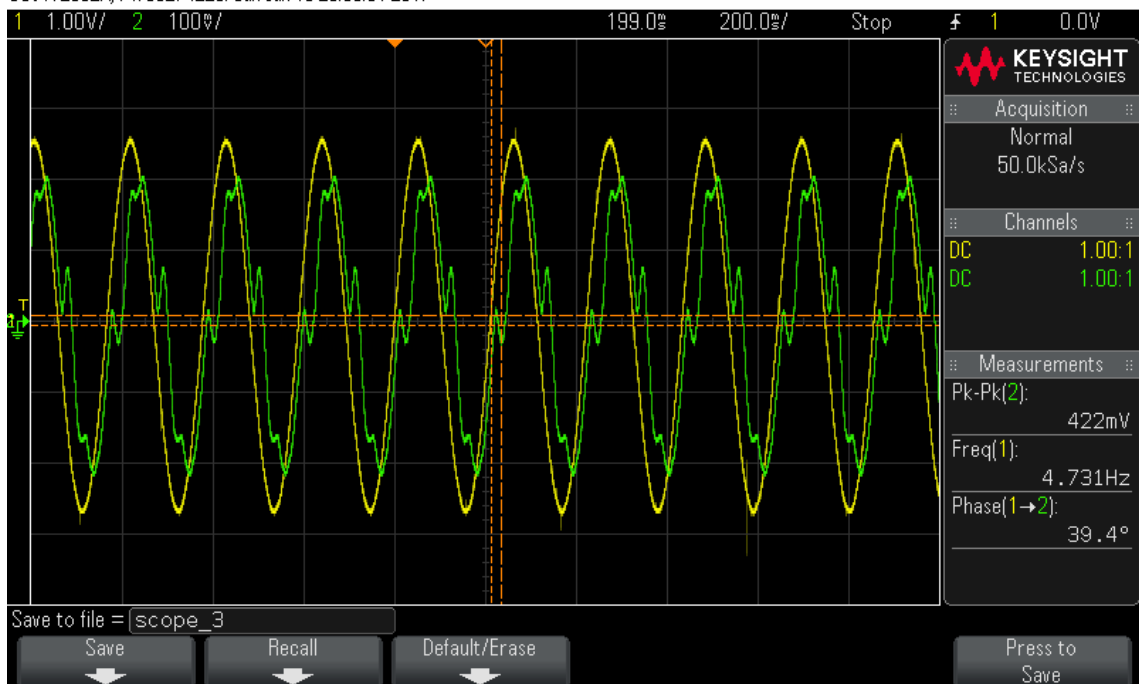 1 1.00V/ 2 100mV/ 199.0ms 200.0ms/ Stop 1 0.0V
KEYSIGHT
TECHNOLOGIES
Acquisition
Normal
50.0kSa/s
Channels
DC 1.00:1
DC 1.00:1
Measurements
Pk-Pk(2):
422mV
Freq(1):
4.731Hz
Phase(1→2):
39.4°
T
Save to file = scope_3
Save Recall Default/Erase Press to
Save